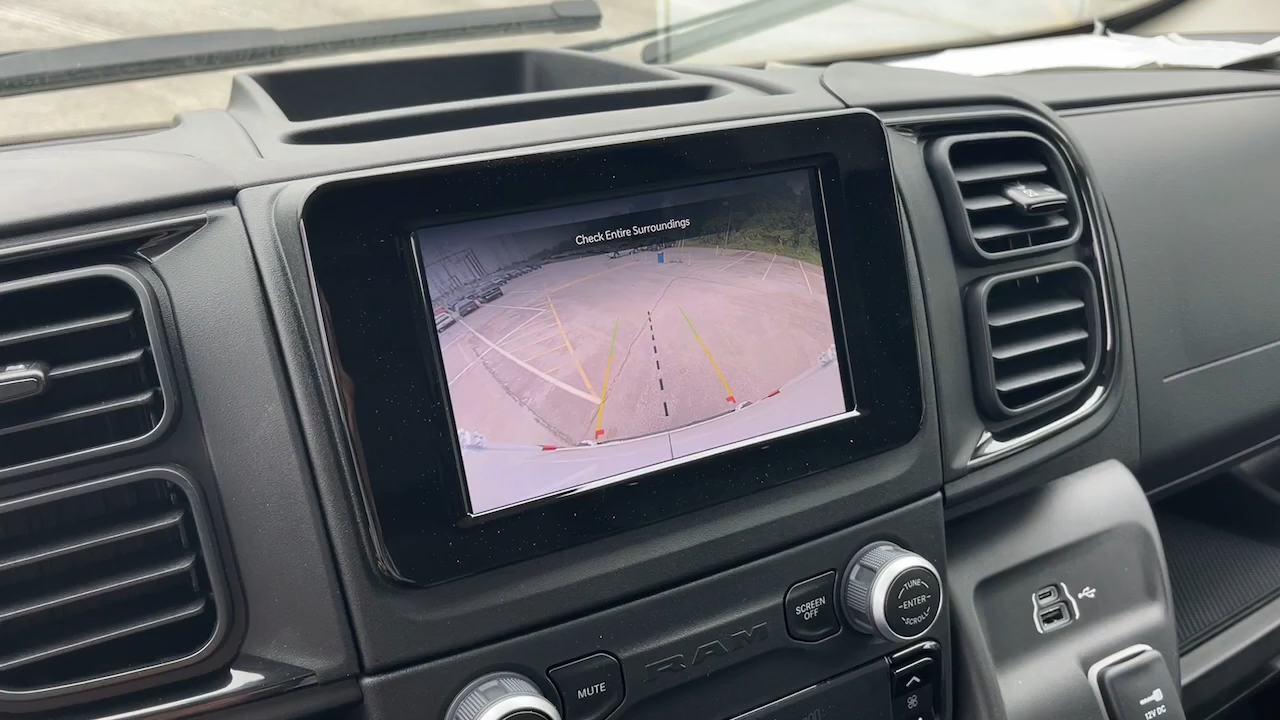 Check Entire Surroundings
TUNE
ENTER
SCROLL
SCREEN
OFF
RAM
MUTE
12V DC